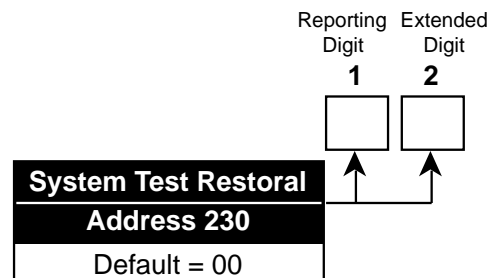 Reporting Extended
Digit Digit
1 2
System Test Restoral
Address 230
Default = 00